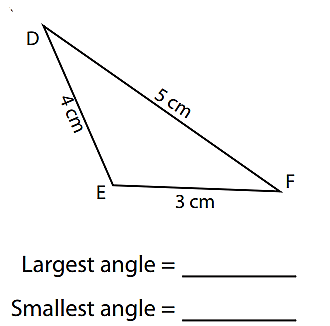 D
5 cm
4 cm
F
E
3 cm
Largest angle = __________
Smallest angle = __________